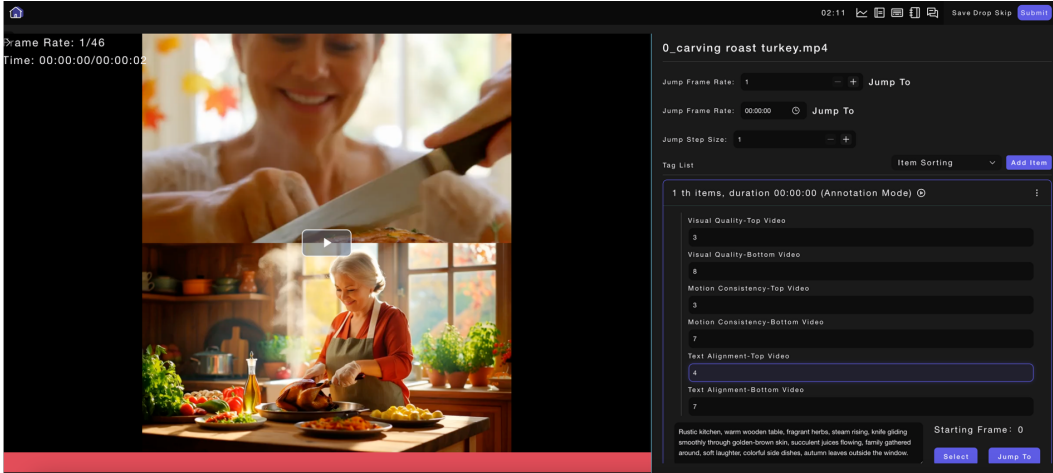 02:11
Save Drop Skip Submit
Frame Rate: 1/46
Time: 00:00:00/00:00:02
0_carving roast turkey.mp4
Jump Frame Rate: 1 − + Jump To
Jump Frame Rate: 00:00:00 Jump To
Jump Step Size: 1 − +
Tag List Item Sorting Add Item
1 th items, duration 00:00:00 (Annotation Mode)
Visual Quality-Top Video
3
Visual Quality-Bottom Video
8
Motion Consistency-Top Video
3
Motion Consistency-Bottom Video
7
Text Alignment-Top Video
4
Text Alignment-Bottom Video
7
Rustic kitchen, warm wooden table, fragrant herbs, steam rising, knife gliding
smoothly through golden-brown skin, succulent juices flowing, family gathered
around, soft laughter, colorful side dishes, autumn leaves outside the window.
Starting Frame: 0
Select Jump To